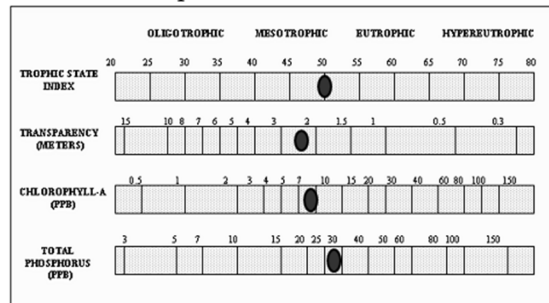 OLIGOTROPHIC MESOTROPHIC EUTROPHIC HYPEREUTROPHIC
20 25 30 35 40 45 50 55 60 65 70 75 80
TROPHIC STATE
INDEX
15 10 8 7 6 5 4 3 2 1.5 1 0.5 0.3
TRANSPARENCY
(METERS)
0.5 1 2 3 4 5 7 10 15 20 30 40 60 80 100 150
CHLOROPHYLL-A
(PPB)
3 5 7 10 15 20 25 30 40 50 60 80 100 150
TOTAL
PHOSPHORUS
(PPB)